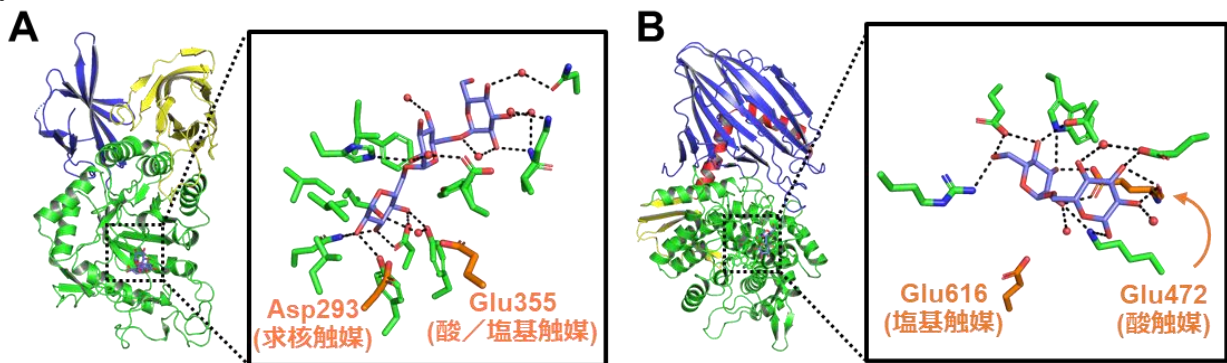 A
Asp293
(求核触媒)
Glu355
(酸／塩基触媒)
B
Glu616
(塩基触媒)
Glu472
(酸触媒)